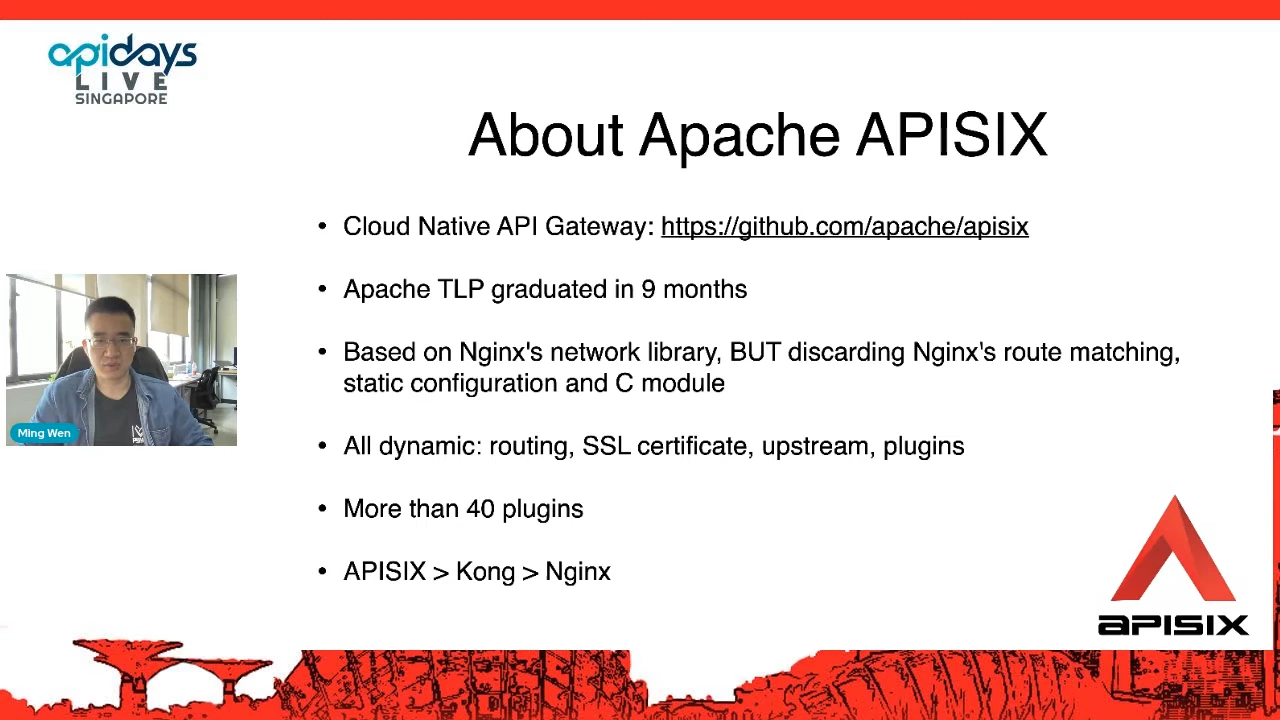 apidays
LIVE
SINGAPORE
About Apache APISIX
• Cloud Native API Gateway: https://github.com/apache/apisix
• Apache TLP graduated in 9 months
• Based on Nginx's network library, BUT discarding Nginx's route matching,
static configuration and C module
• All dynamic: routing, SSL certificate, upstream, plugins
• More than 40 plugins
• APISIX > Kong > Nginx
Ming Wen
APISIX